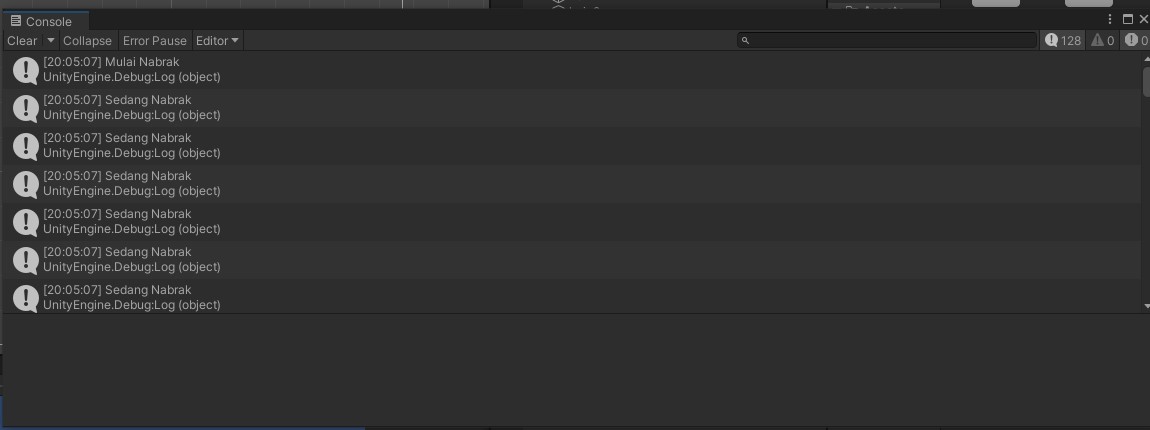 Console
Clear Collapse Error Pause Editor 128 0 0
[20:05:07] Mulai Nabrak
UnityEngine.Debug:Log (object)
[20:05:07] Sedang Nabrak
UnityEngine.Debug:Log (object)
[20:05:07] Sedang Nabrak
UnityEngine.Debug:Log (object)
[20:05:07] Sedang Nabrak
UnityEngine.Debug:Log (object)
[20:05:07] Sedang Nabrak
UnityEngine.Debug:Log (object)
[20:05:07] Sedang Nabrak
UnityEngine.Debug:Log (object)
[20:05:07] Sedang Nabrak
UnityEngine.Debug:Log (object)